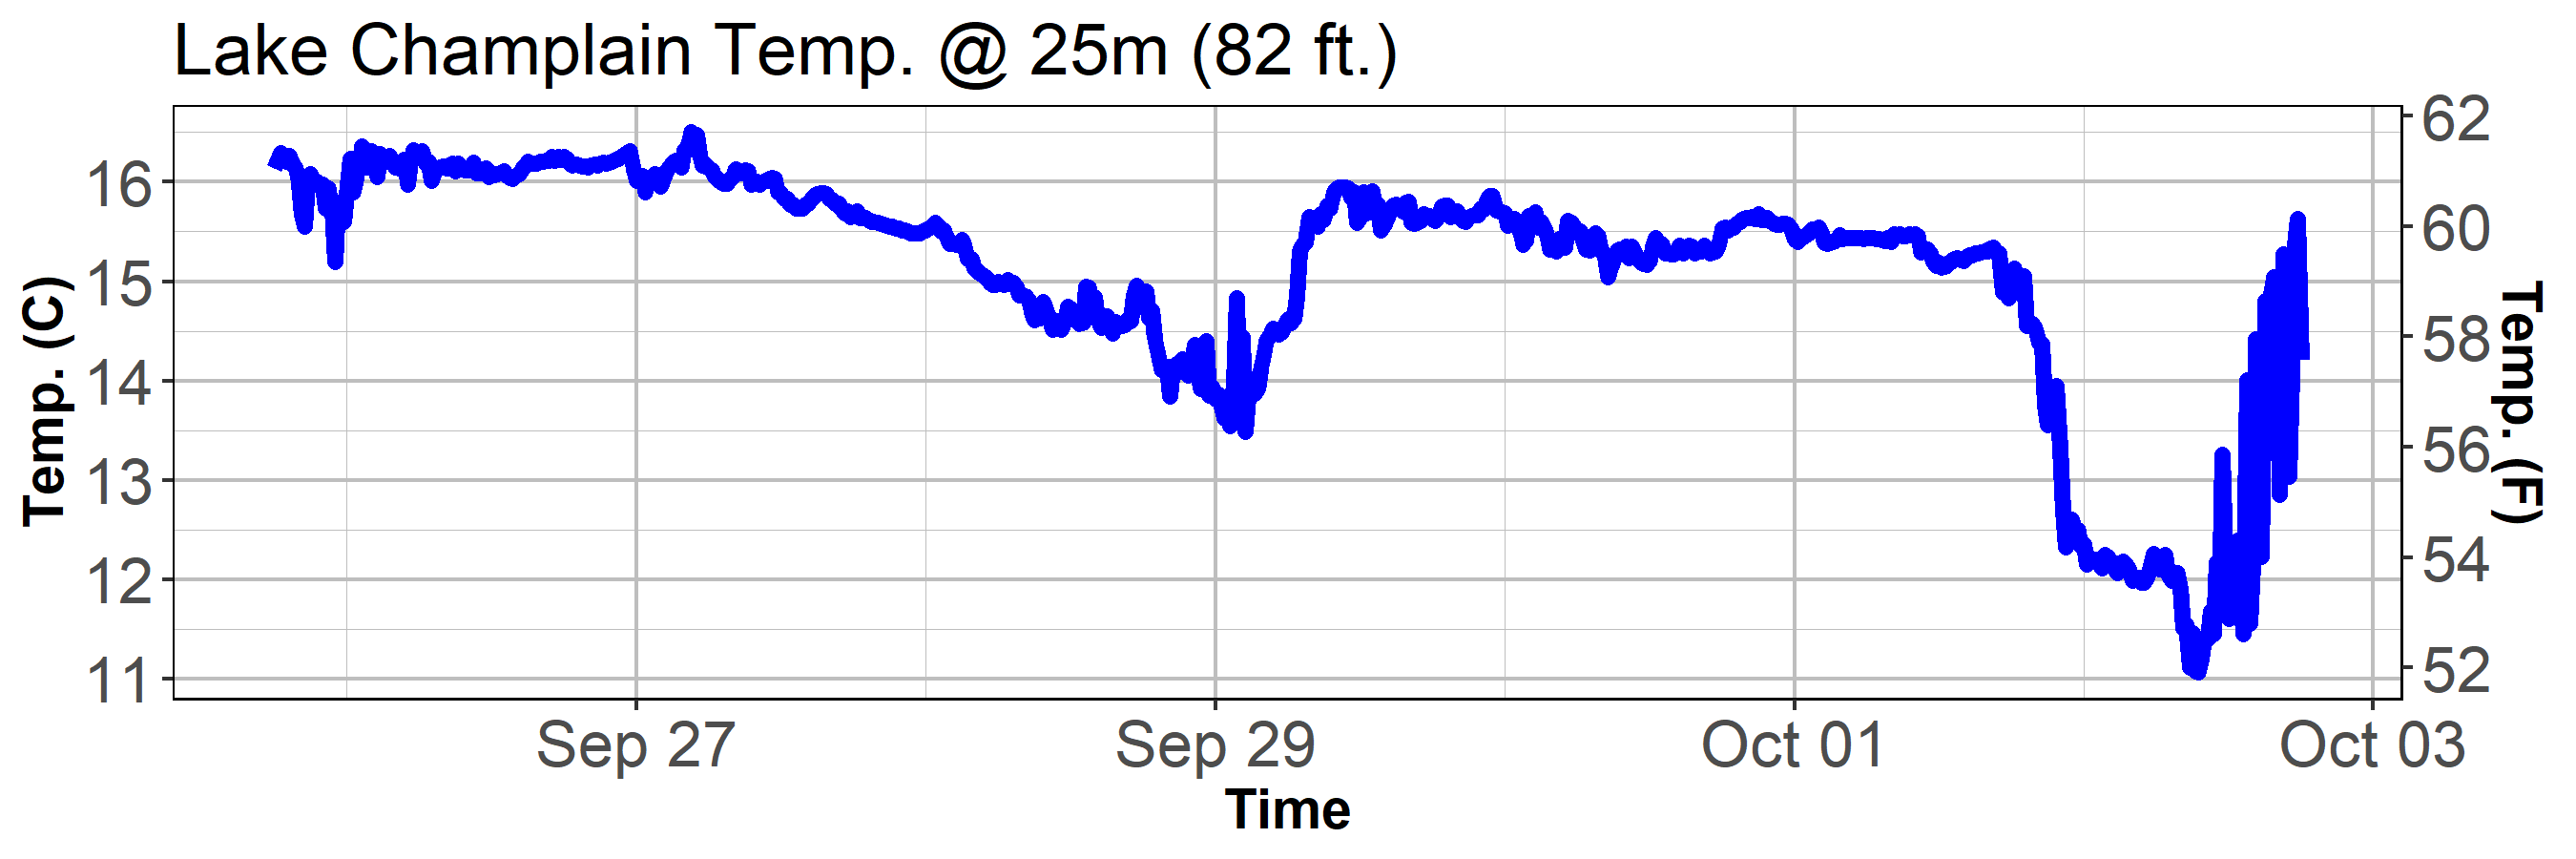 Lake Champlain Temp. @ 25m (82 ft.)
Temp. (C)
16
15
14
13
12
11
62
60
58
56
54
52
Temp. (F)
Sep 27
Sep 29
Oct 01
Oct 03
Time